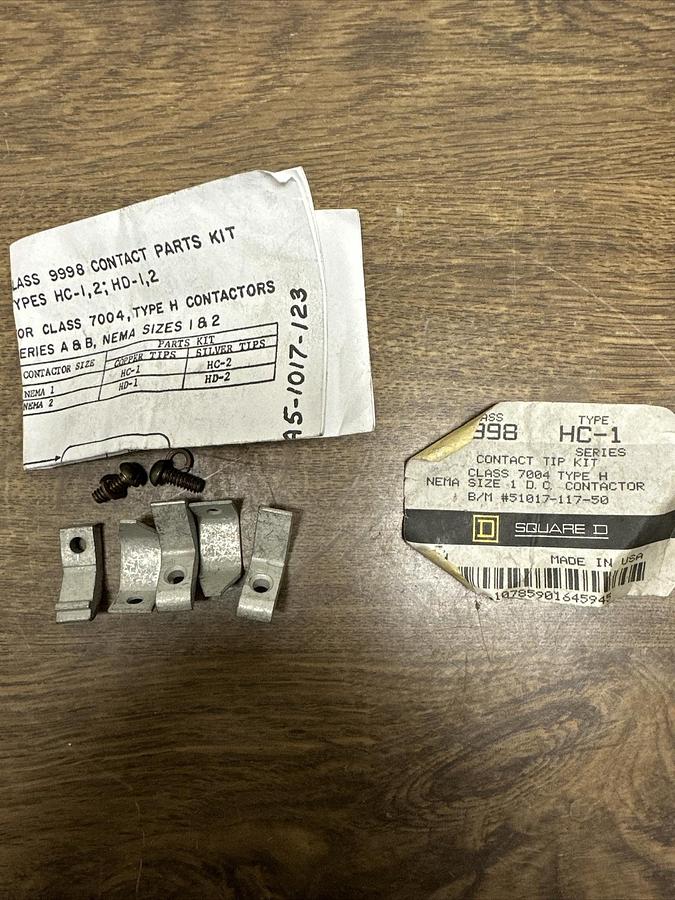 LASS 9998 CONTACT PARTS KIT
YPES HC-1,2; HD-1,2
OR CLASS 7004, TYPE H CONTACTORS
ERIES A & B, NEMA SIZES 1 & 2
PARTS KIT
CONTACTOR SIZE COPPER TIPS SILVER TIPS
NEMA 1 HC-1 HC-2
NEMA 2 HD-1 HD-2
A5-1017-123
ASS TYPE
998 HC-1
SERIES
CONTACT TIP KIT
CLASS 7004 TYPE H
NEMA SIZE 1 D.C. CONTACTOR
B/M #51017-117-50
D SQUARE D
MADE IN USA
10785901645945